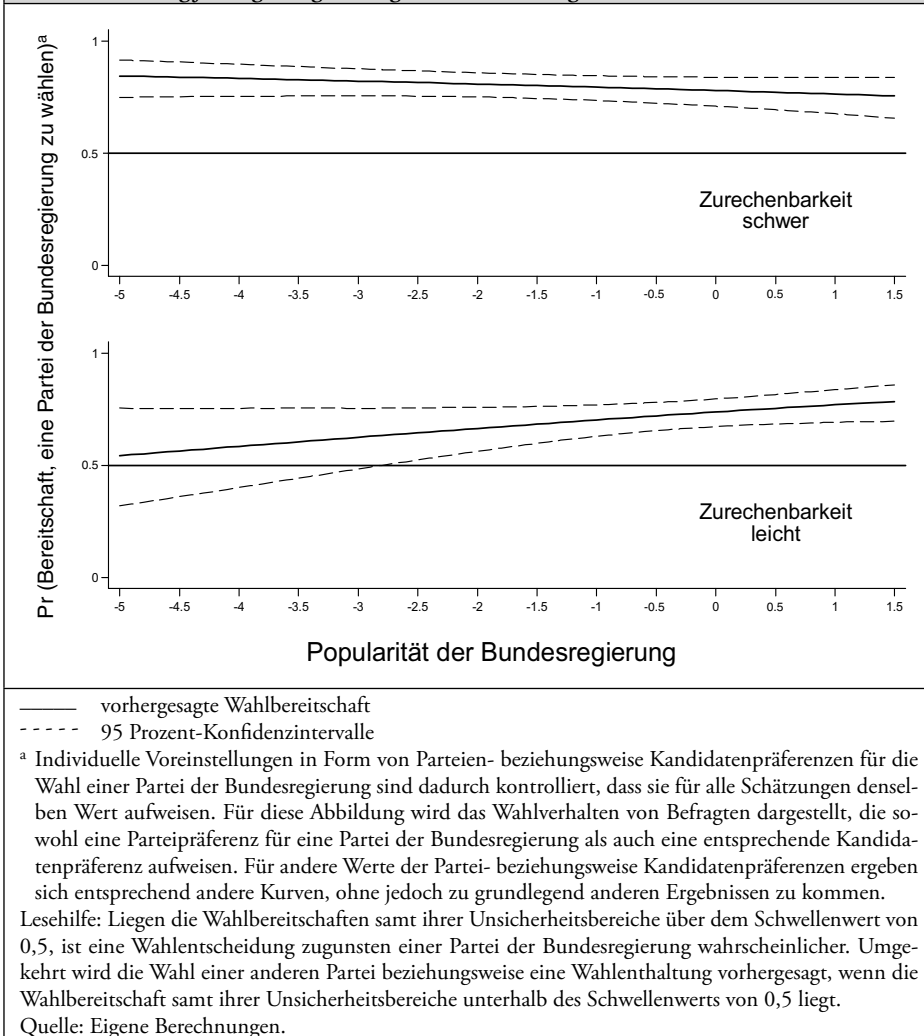 Pr (Bereitschaft, eine Partei der Bundesregierung zu wählen)ᵃ
1
0.5
0
Zurechenbarkeit
schwer
-5 -4.5 -4 -3.5 -3 -2.5 -2 -1.5 -1 -0.5 0 0.5 1 1.5
1
0.5
0
Zurechenbarkeit
leicht
-5 -4.5 -4 -3.5 -3 -2.5 -2 -1.5 -1 -0.5 0 0.5 1 1.5
Popularität der Bundesregierung
vorhergesagte Wahlbereitschaft
95 Prozent-Konfidenzintervalle
ᵃ Individuelle Voreinstellungen in Form von Parteien- beziehungsweise Kandidatenpräferenzen für die
Wahl einer Partei der Bundesregierung sind dadurch kontrolliert, dass sie für alle Schätzungen densel-
ben Wert aufweisen. Für diese Abbildung wird das Wahlverhalten von Befragten dargestellt, die so-
wohl eine Parteipräferenz für eine Partei der Bundesregierung als auch eine entsprechende Kandida-
tenpräferenz aufweisen. Für andere Werte der Partei- beziehungsweise Kandidatenpräferenzen ergeben
sich entsprechend andere Kurven, ohne jedoch zu grundlegend anderen Ergebnissen zu kommen.
Lesehilfe: Liegen die Wahlbereitschaften samt ihrer Unsicherheitsbereiche über dem Schwellenwert von
0,5, ist eine Wahlentscheidung zugunsten einer Partei der Bundesregierung wahrscheinlicher. Umge-
kehrt wird die Wahl einer anderen Partei beziehungsweise eine Wahlenthaltung vorhergesagt, wenn die
Wahlbereitschaft samt ihrer Unsicherheitsbereiche unterhalb des Schwellenwerts von 0,5 liegt.
Quelle: Eigene Berechnungen.